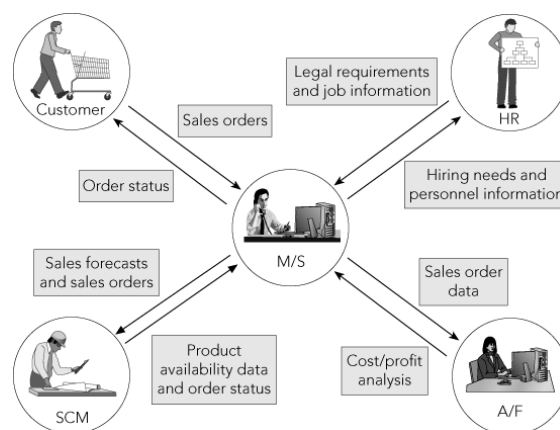 Customer
HR
Legal requirements
and job information
Sales orders
Order status
Hiring needs and
personnel information
M/S
Sales forecasts
and sales orders
Sales order
data
Product
availability data
and order status
Cost/profit
analysis
SCM
A/F